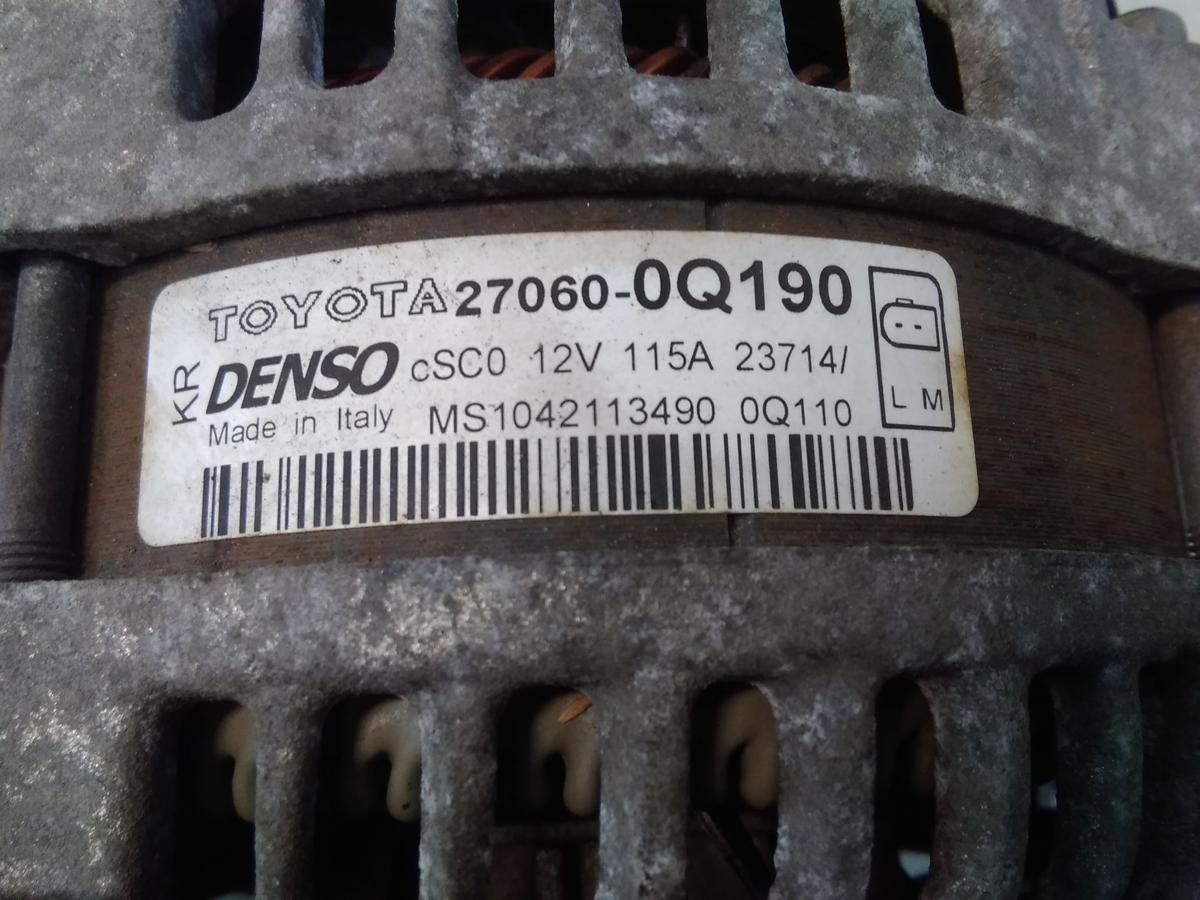 TOYOTA 27060-0Q190
KR
DENSO cSC0 12V 115A 23714/
Made in Italy MS1042113490 0Q110
L M